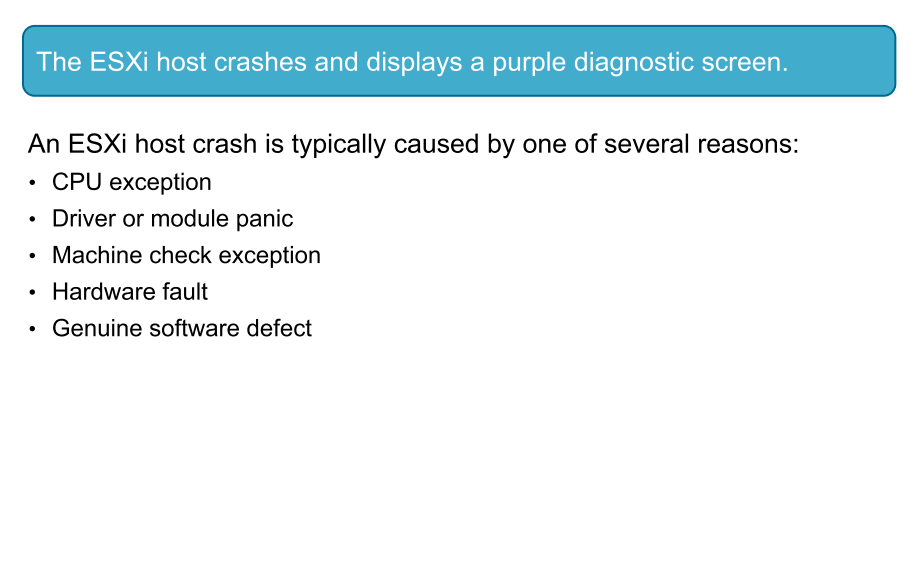 The ESXi host crashes and displays a purple diagnostic screen.
An ESXi host crash is typically caused by one of several reasons:
• CPU exception
• Driver or module panic
• Machine check exception
• Hardware fault
• Genuine software defect